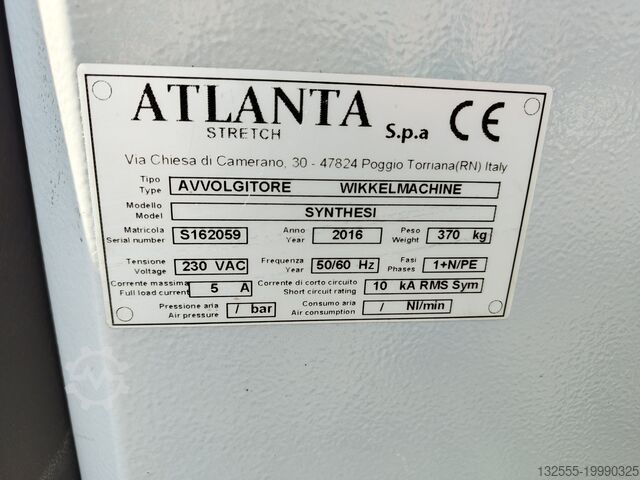 ATLANTA
STRETCH
S.p.a CE
Via Chiesa di Camerano, 30 - 47824 Poggio Torriana(RN) Italy
Tipo
Type
AVVOLGITORE WIKKELMACHINE
Modello
Model
SYNTHESI
Matricola
Serial number
S162059
Anno
Year
2016
Peso
Weight
370 kg
Tensione
Voltage
230 VAC
Frequenza
Year
50/60 Hz
Fasi
Phases
1+N/PE
Corrente massima
Full load current
5 A
Corrente di corto circuito
Short circuit rating
10 kA RMS Sym
Pressione aria
Air pressure
/ bar
Consumo aria
Air consumption
/ Nl/min
132555-19990325